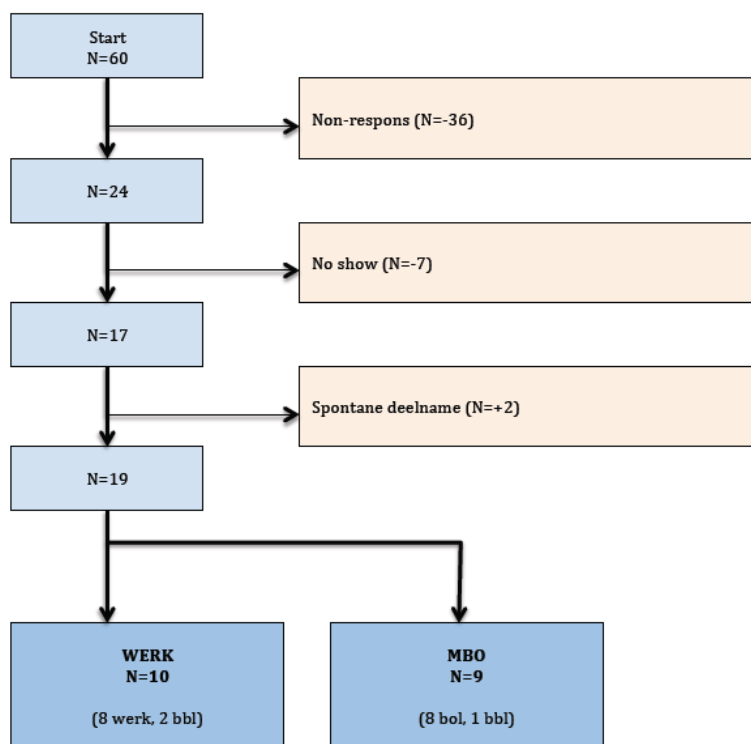 Start
N=60
Non-respons (N=-36)
N=24
No show (N=-7)
N=17
Spontane deelname (N=+2)
N=19
WERK
N=10
(8 werk, 2 bbl)
MBO
N=9
(8 bol, 1 bbl)